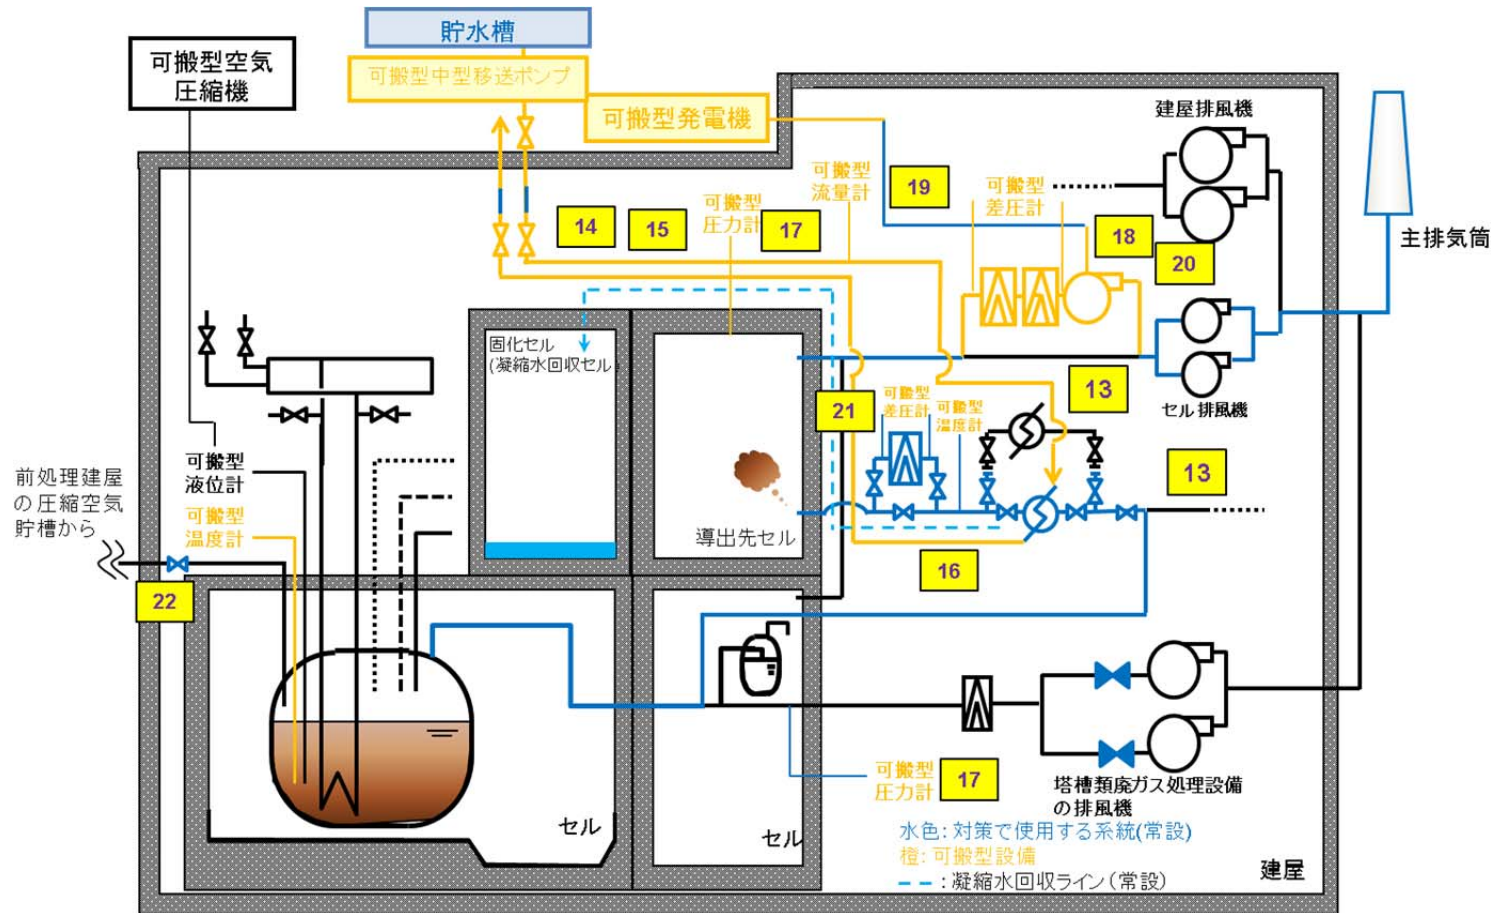 貯水槽
可搬型空気
圧縮機
可搬型中型移送ポンプ
可搬型発電機
建屋排風機
可搬型
流量計
19
可搬型
差圧計
14
15
可搬型
圧力計
17
18
20
主排気筒
固化セル
(凝縮水回収セル)
13
セル排風機
21
可搬型
差圧計
可搬型
温度計
可搬型
液位計
前処理建屋
の圧縮空気
貯槽から
可搬型
温度計
導出先セル
13
16
22
可搬型
圧力計
17
塔槽類廃ガス処理設備
の排風機
セル
セル
水色:対策で使用する系統(常設)
橙:可搬型設備
:凝縮水回収ライン(常設)
建屋